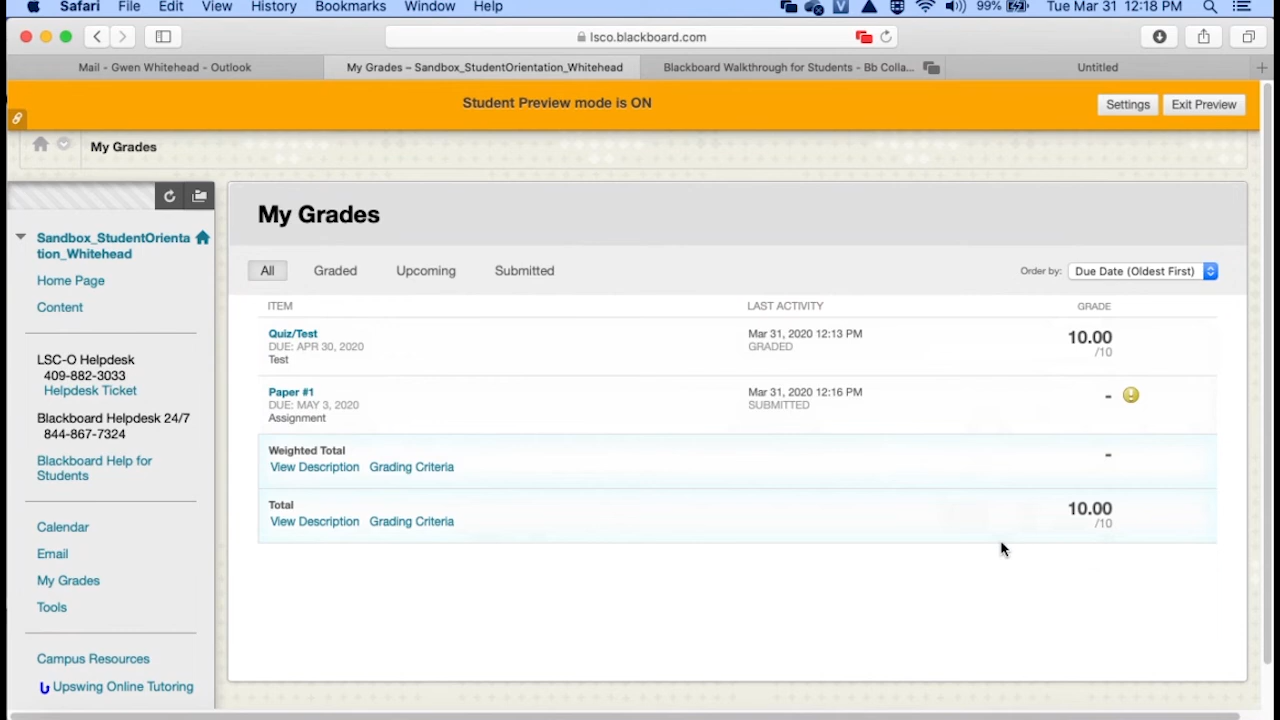 Safari File Edit View History Bookmarks Window Help 99% Tue Mar 31 12:18 PM
lsco.blackboard.com
Mail - Gwen Whitehead - Outlook My Grades – Sandbox_StudentOrientation_Whitehead Blackboard Walkthrough for Students - Bb Colla... Untitled
Student Preview mode is ON Settings Exit Preview
My Grades
Sandbox_StudentOrienta
tion_Whitehead
Home Page
Content
LSC-O Helpdesk
409-882-3033
Helpdesk Ticket
Blackboard Helpdesk 24/7
844-867-7324
Blackboard Help for
Students
Calendar
Email
My Grades
Tools
Campus Resources
Upswing Online Tutoring
My Grades
All Graded Upcoming Submitted Order by: Due Date (Oldest First)
ITEM LAST ACTIVITY GRADE
Quiz/Test Mar 31, 2020 12:13 PM 10.00
DUE: APR 30, 2020 GRADED /10
Test
Paper #1 Mar 31, 2020 12:16 PM -
DUE: MAY 3, 2020 SUBMITTED
Assignment
Weighted Total -
View Description Grading Criteria
Total 10.00
View Description Grading Criteria /10